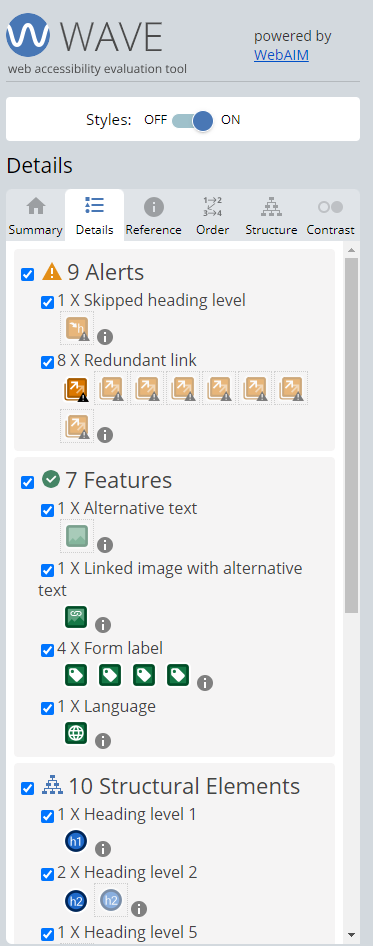 WAVE
powered by
WebAIM
web accessibility evaluation tool
Styles: OFF ON
Details
Summary Details Reference Order Structure Contrast
9 Alerts
1 X Skipped heading level
8 X Redundant link
7 Features
1 X Alternative text
1 X Linked image with alternative
text
4 X Form label
1 X Language
10 Structural Elements
1 X Heading level 1
h1
2 X Heading level 2
h2 h2
1 X Heading level 5